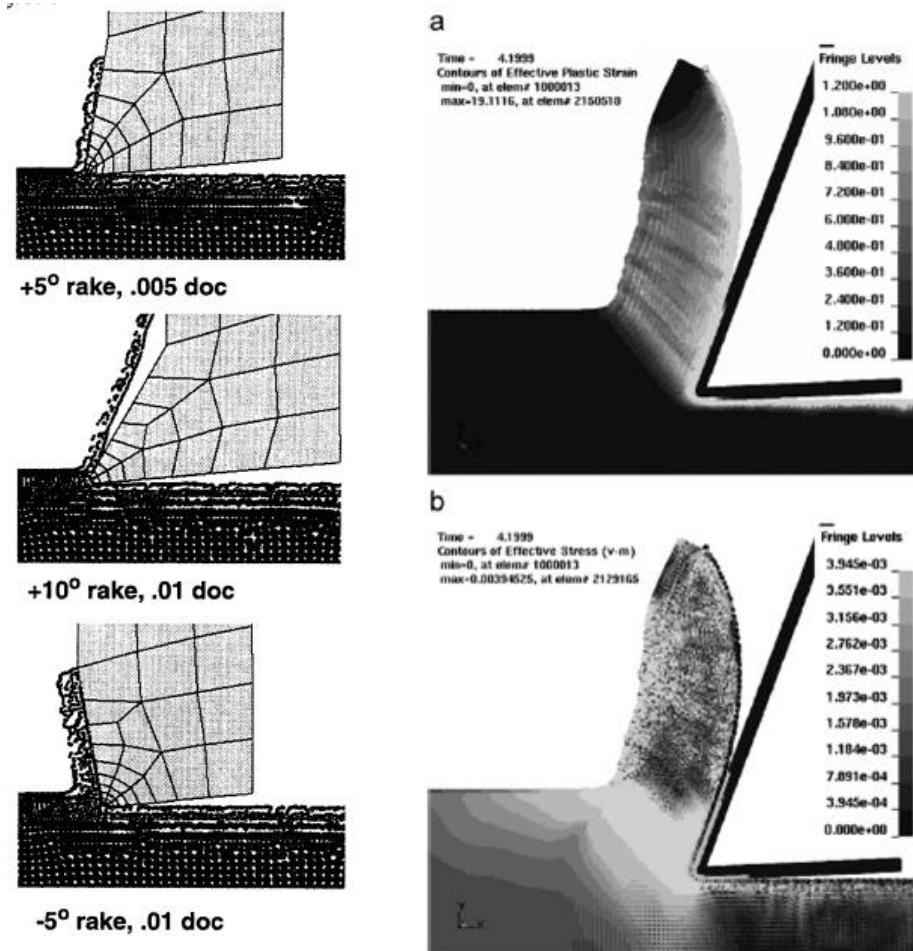 +5° rake, .005 doc
+10° rake, .01 doc
-5° rake, .01 doc
a
Time = 4.1999
Contours of Effective Plastic Strain
min=0, at elem# 1000013
max=19.1116, at elem# 2150510
Fringe Levels
1.200e+00
1.080e+00
9.600e-01
8.400e-01
7.200e-01
6.000e-01
4.800e-01
3.600e-01
2.400e-01
1.200e-01
0.000e+00
b
Time = 4.1999
Contours of Effective Stress (v-m)
min=0, at elem# 1000013
max=0.00394525, at elem# 2129165
Fringe Levels
3.945e-03
3.551e-03
3.156e-03
2.762e-03
2.367e-03
1.973e-03
1.578e-03
1.184e-03
7.891e-04
3.945e-04
0.000e+00
Y
X